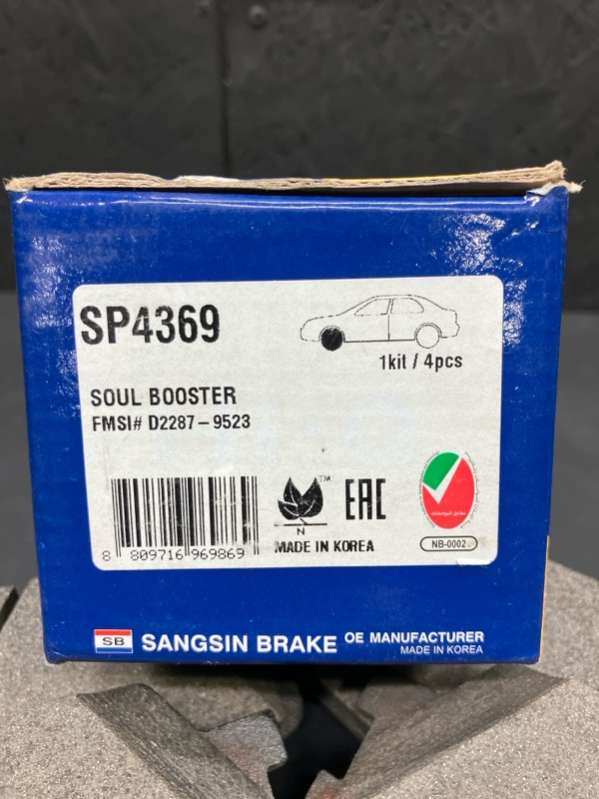 SP4369
1kit / 4pcs
SOUL BOOSTER
FMSI# D2287-9523
TM
N
EAC
8 809716 969869
MADE IN KOREA
NB-0002
SB
SANGSIN BRAKE
OE MANUFACTURER
MADE IN KOREA